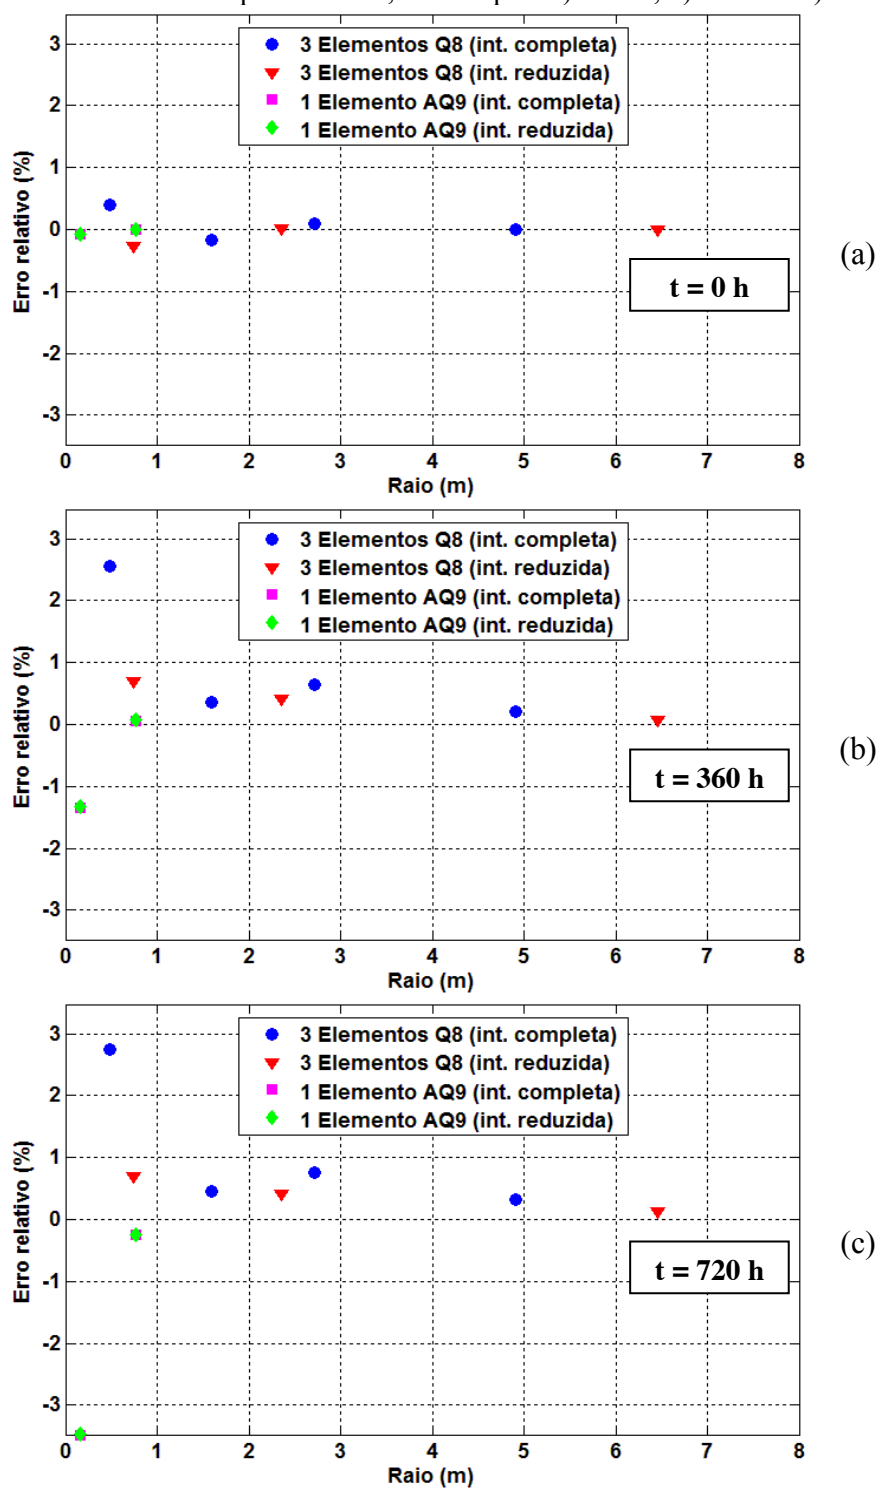 3 Elementos Q8 (int. completa)
3 Elementos Q8 (int. reduzida)
1 Elemento AQ9 (int. completa)
1 Elemento AQ9 (int. reduzida)
3
2
1
0
-1
-2
-3
Erro relativo (%)
t = 0 h
(a)
0 1 2 3 4 5 6 7 8
Raio (m)
3 Elementos Q8 (int. completa)
3 Elementos Q8 (int. reduzida)
1 Elemento AQ9 (int. completa)
1 Elemento AQ9 (int. reduzida)
3
2
1
0
-1
-2
-3
Erro relativo (%)
t = 360 h
(b)
0 1 2 3 4 5 6 7 8
Raio (m)
3 Elementos Q8 (int. completa)
3 Elementos Q8 (int. reduzida)
1 Elemento AQ9 (int. completa)
1 Elemento AQ9 (int. reduzida)
3
2
1
0
-1
-2
-3
Erro relativo (%)
t = 720 h
(c)
0 1 2 3 4 5 6 7 8
Raio (m)